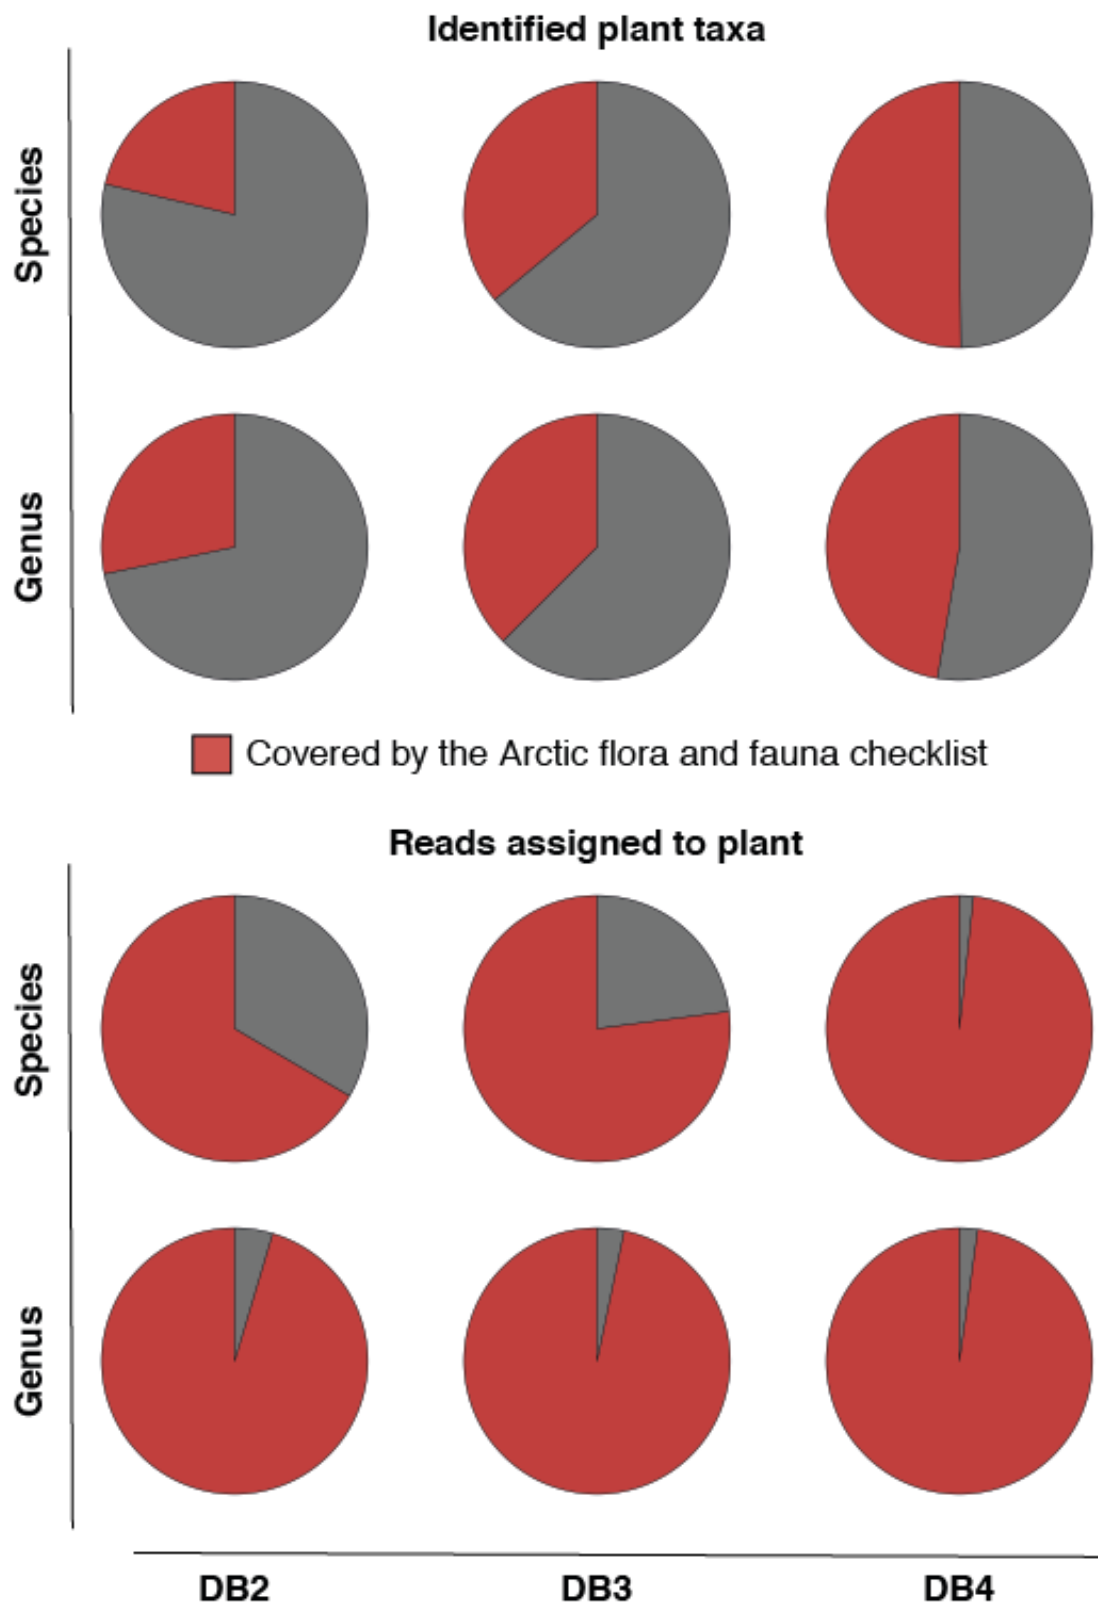 Identified plant taxa
Species
Genus
Covered by the Arctic flora and fauna checklist
Reads assigned to plant
Species
Genus
DB2 DB3 DB4